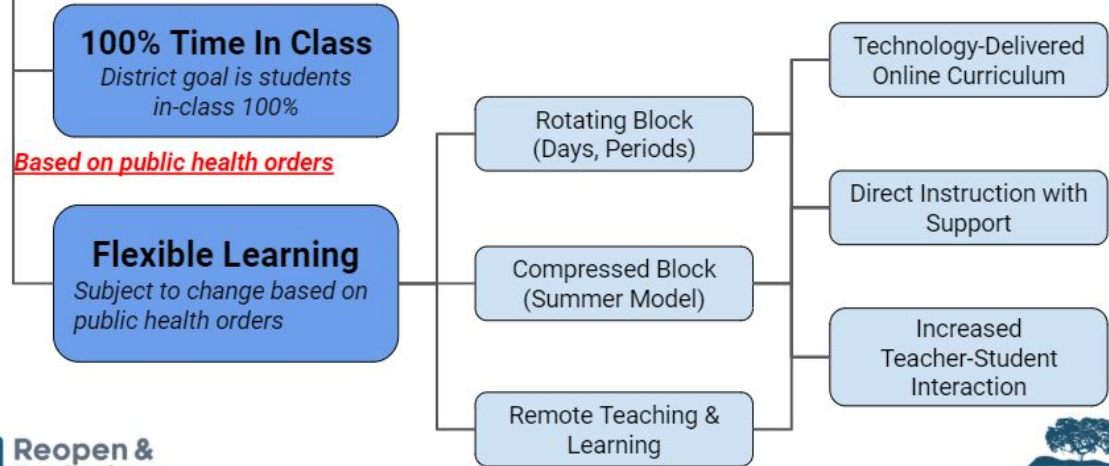 100% Time In Class
District goal is students
in-class 100%
Based on public health orders
Flexible Learning
Subject to change based on
public health orders
Rotating Block
(Days, Periods)
Compressed Block
(Summer Model)
Remote Teaching &
Learning
Technology-Delivered
Online Curriculum
Direct Instruction with
Support
Increased
Teacher-Student
Interaction
Reopen &